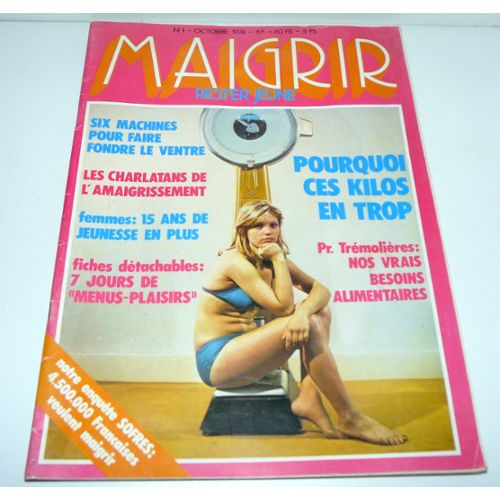 N1 - OCTOBRE 1974 - 6F - 60 FB - 5 FS
MAIGRIR
RESTER JEUNE
SIX MACHINES
POUR FAIRE
FONDRE LE VENTRE
LES CHARLATANS DE
L'AMAIGRISSEMENT
femmes: 15 ANS DE
JEUNESSE EN PLUS
fiches détachables:
7 JOURS DE
"MENUS-PLAISIRS"
POURQUOI
CES KILOS
EN TROP
Pr. Trémolières:
NOS VRAIS
BESOINS
ALIMENTAIRES
notre enquête SOFRES:
4.500.000 Françaises
veulent maigrir